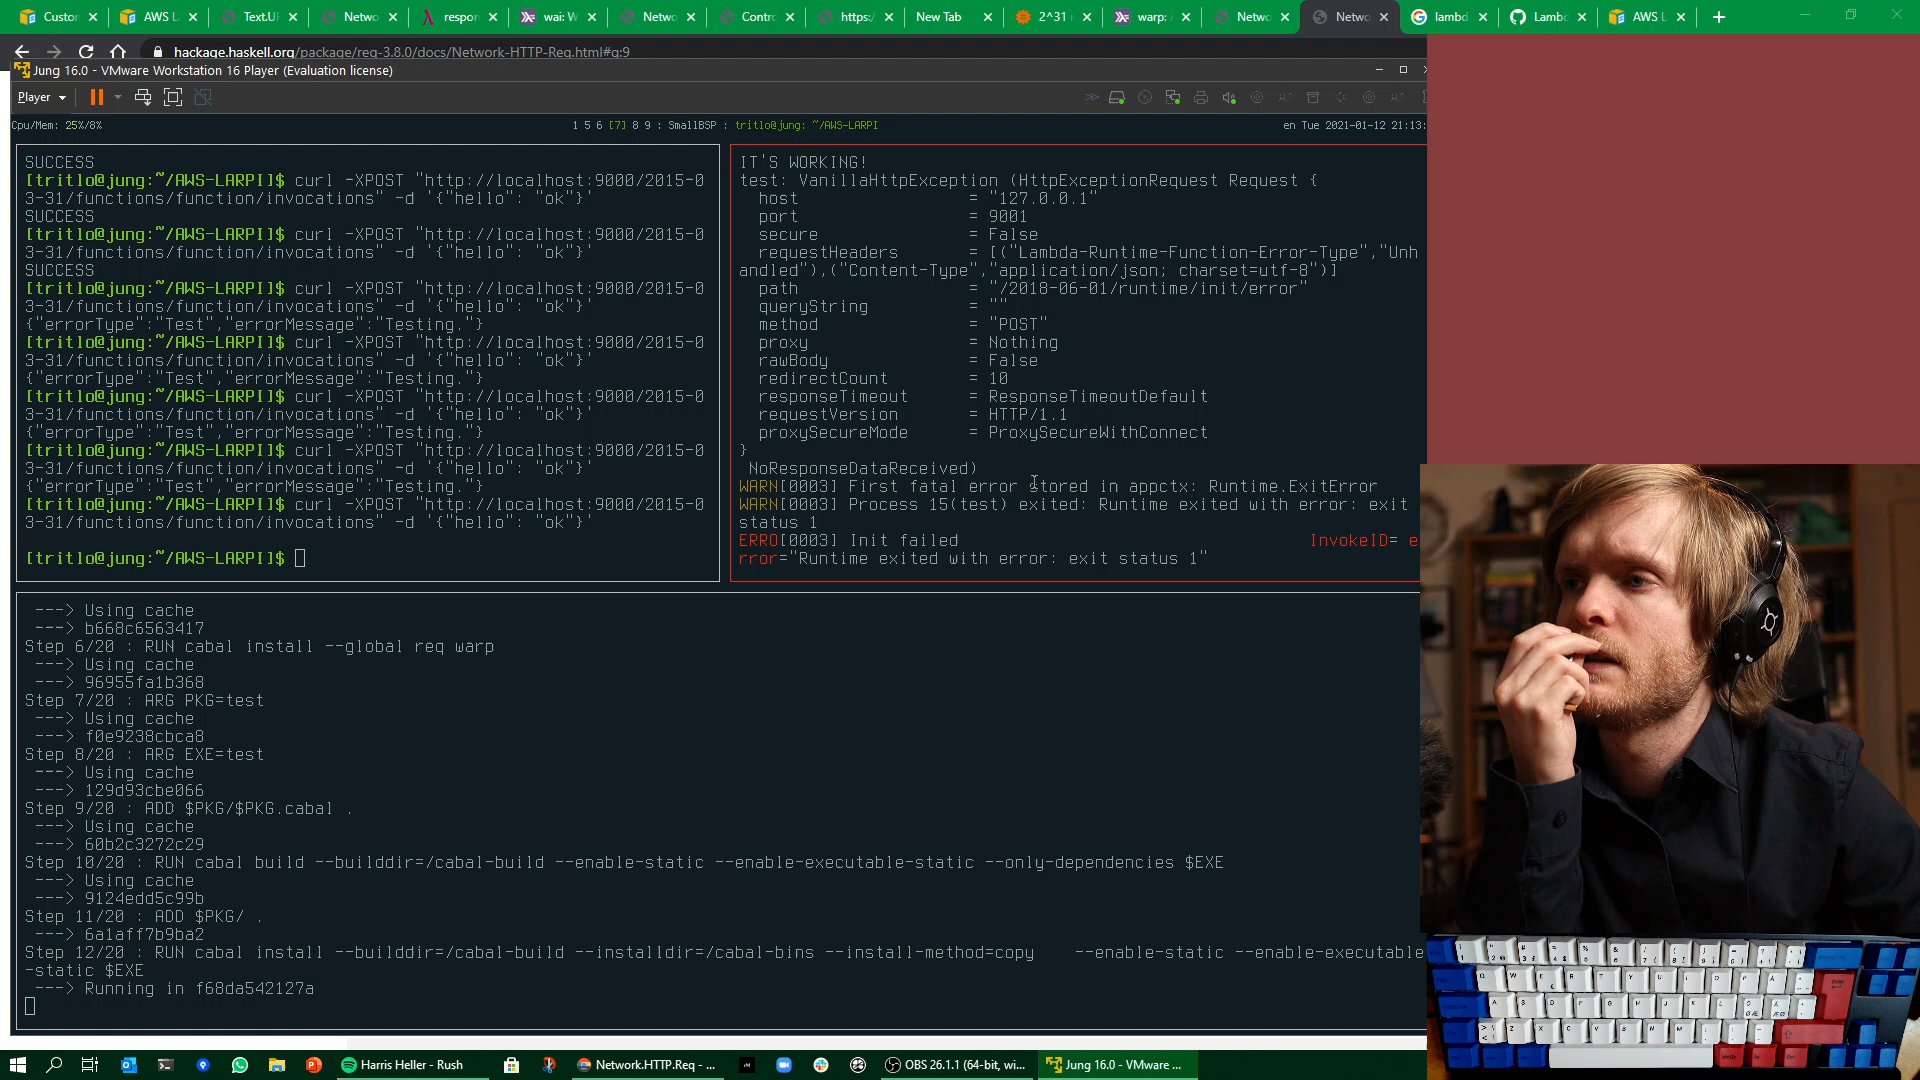 Custon
AWS L
Text.UI
Netwo
respon
wai: W
Netwo
Contro
https:/
New Tab
2^31 r
warp: A
Netwo
Netwo
lambd
Lambd
AWS L
hackage.haskell.org/package/req-3.8.0/docs/Network-HTTP-Req.html#g:9
Jung 16.0 - VMware Workstation 16 Player (Evaluation license)
Player
Cpu/Mem: 25%/8%
1 5 6 [7] 8 9 : SmallBSP : tritlo@jung: ~/AWS-LARPI
en Tue 2021-01-12 21:13:
SUCCESS
[tritlo@jung:~/AWS-LARPI]$ curl -XPOST "http://localhost:9000/2015-0
3-31/functions/function/invocations" -d '{"hello": "ok"}'
SUCCESS
[tritlo@jung:~/AWS-LARPI]$ curl -XPOST "http://localhost:9000/2015-0
3-31/functions/function/invocations" -d '{"hello": "ok"}'
SUCCESS
[tritlo@jung:~/AWS-LARPI]$ curl -XPOST "http://localhost:9000/2015-0
3-31/functions/function/invocations" -d '{"hello": "ok"}'
{"errorType":"Test","errorMessage":"Testing."}
[tritlo@jung:~/AWS-LARPI]$ curl -XPOST "http://localhost:9000/2015-0
3-31/functions/function/invocations" -d '{"hello": "ok"}'
{"errorType":"Test","errorMessage":"Testing."}
[tritlo@jung:~/AWS-LARPI]$ curl -XPOST "http://localhost:9000/2015-0
3-31/functions/function/invocations" -d '{"hello": "ok"}'
{"errorType":"Test","errorMessage":"Testing."}
[tritlo@jung:~/AWS-LARPI]$ curl -XPOST "http://localhost:9000/2015-0
3-31/functions/function/invocations" -d '{"hello": "ok"}'
{"errorType":"Test","errorMessage":"Testing."}
[tritlo@jung:~/AWS-LARPI]$ curl -XPOST "http://localhost:9000/2015-0
3-31/functions/function/invocations" -d '{"hello": "ok"}'
[tritlo@jung:~/AWS-LARPI]$
IT'S WORKING!
test: VanillaHttpException (HttpExceptionRequest Request {
host = "127.0.0.1"
port = 9001
secure = False
requestHeaders = [("Lambda-Runtime-Function-Error-Type","Unh
andled"),("Content-Type","application/json; charset=utf-8")]
path = "/2018-06-01/runtime/init/error"
queryString = ""
method = "POST"
proxy = Nothing
rawBody = False
redirectCount = 10
responseTimeout = ResponseTimeoutDefault
requestVersion = HTTP/1.1
proxySecureMode = ProxySecureWithConnect
}
NoResponseDataReceived)
WARN[0003] First fatal error stored in appctx: Runtime.ExitError
WARN[0003] Process 15(test) exited: Runtime exited with error: exit
status 1
ERRO[0003] Init failed InvokeID= e
rror="Runtime exited with error: exit status 1"
---> Using cache
---> b668c6563417
Step 6/20 : RUN cabal install --global req warp
---> Using cache
---> 96955fa1b368
Step 7/20 : ARG PKG=test
---> Using cache
---> f0e9238cbca8
Step 8/20 : ARG EXE=test
---> Using cache
---> 129d93cbe066
Step 9/20 : ADD $PKG/$PKG.cabal .
---> Using cache
---> 60b2c3272c29
Step 10/20 : RUN cabal build --builddir=/cabal-build --enable-static --enable-executable-static --only-dependencies $EXE
---> Using cache
---> 9124edd5c99b
Step 11/20 : ADD $PKG/ .
---> 6a1aff7b9ba2
Step 12/20 : RUN cabal install --builddir=/cabal-build --installdir=/cabal-bins --install-method=copy --enable-static --enable-executable
-static $EXE
---> Running in f68da542127a
Harris Heller - Rush
Network.HTTP.Req - ...
OBS 26.1.1 (64-bit, wi...
Jung 16.0 - VMware ...